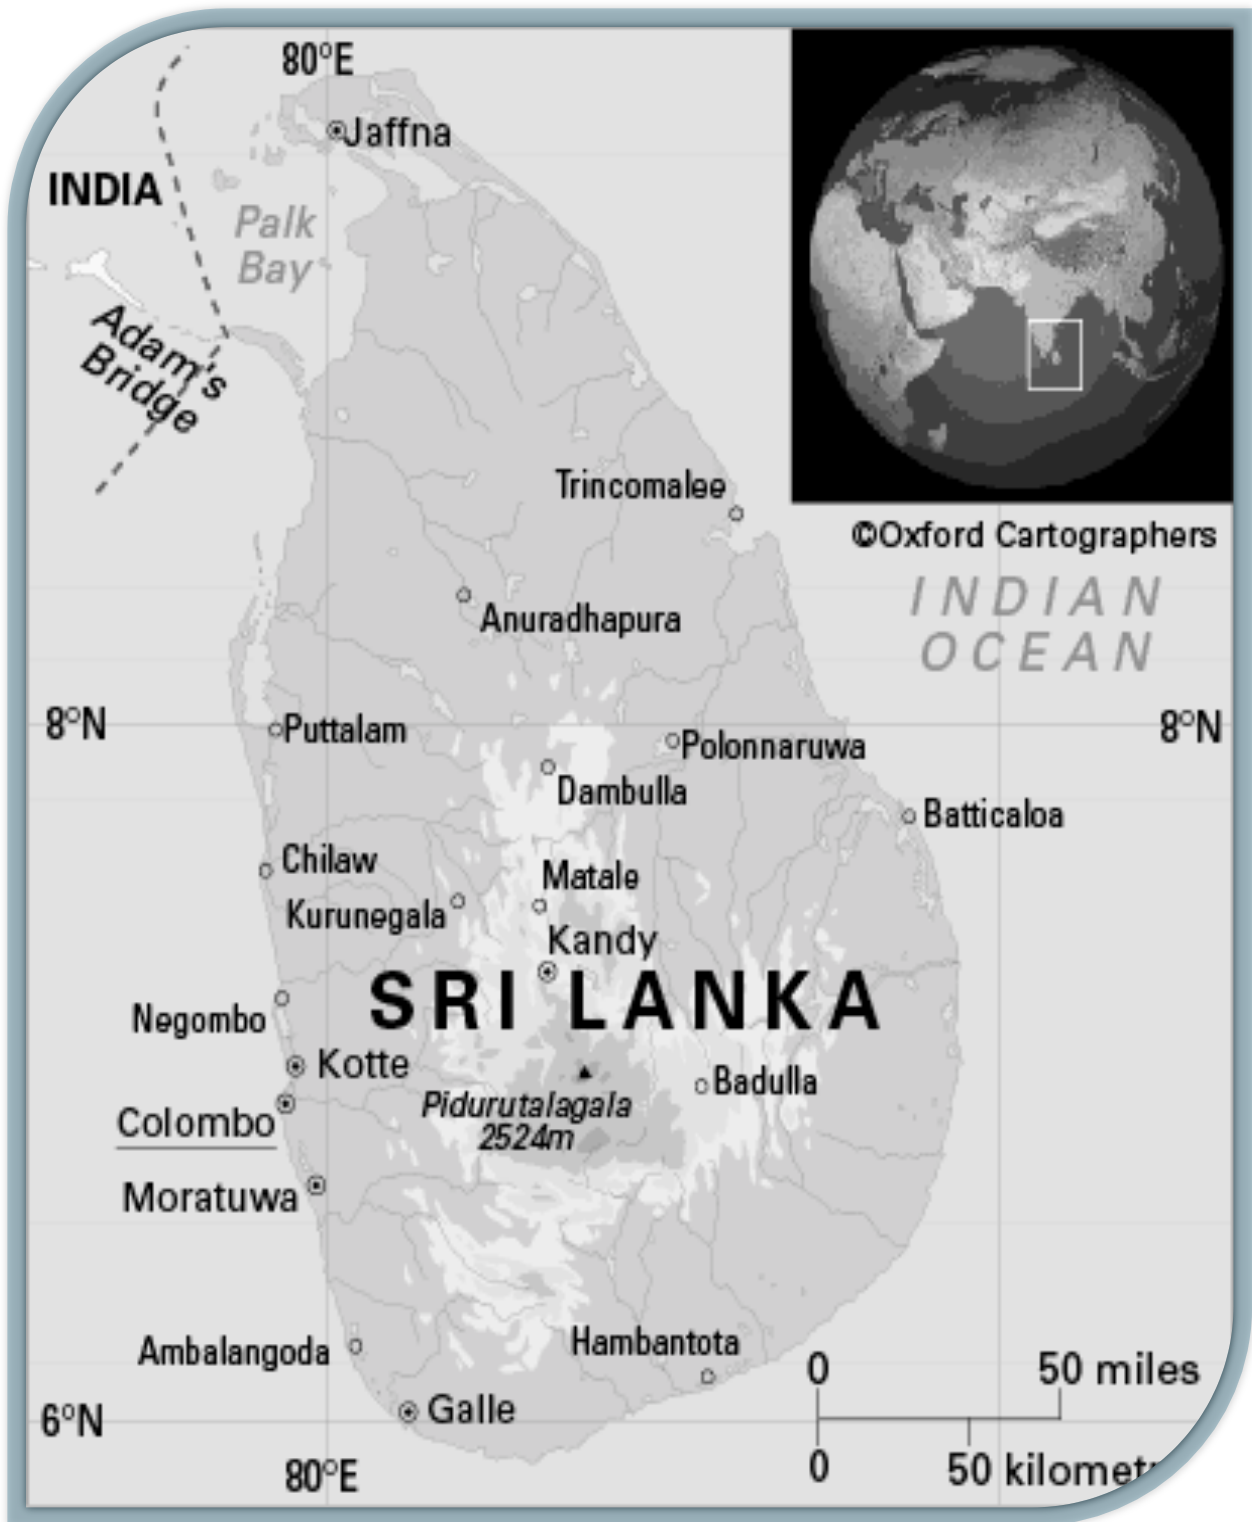 80°E
Jaffna
INDIA
Palk
Bay
Adam's
Bridge
Trincomalee
©Oxford Cartographers
INDIAN
OCEAN
Anuradhapura
8°N
Puttalam
Polonnaruwa
8°N
Dambulla
Batticaloa
Chilaw
Matale
Kurunegala
Kandy
SRI LANKA
Negombo
Kotte
Badulla
Pidurutalagala
2524m
Colombo
Moratuwa
Ambalangoda
Hambantota
0 50 miles
6°N
Galle
80°E
0 50 kilomet